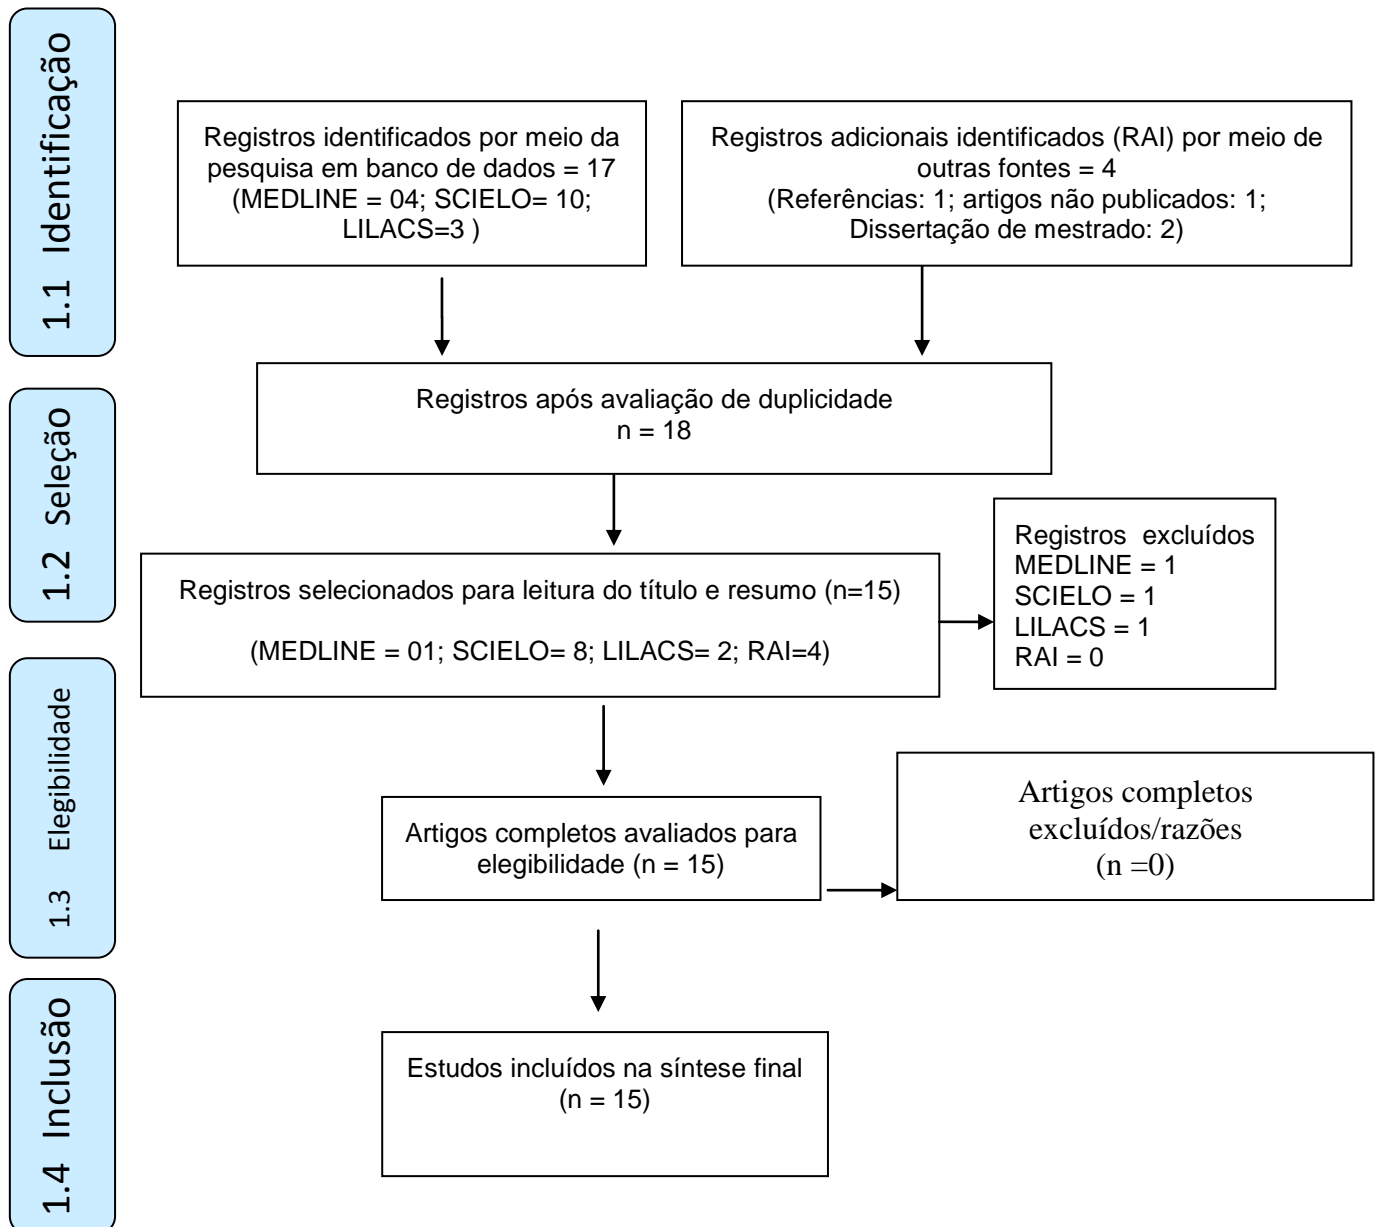 1.1 Identificação
Registros identificados por meio da
pesquisa em banco de dados = 17
(MEDLINE = 04; SCIELO= 10;
LILACS=3 )
Registros adicionais identificados (RAI) por meio de
outras fontes = 4
(Referências: 1; artigos não publicados: 1;
Dissertação de mestrado: 2)
Registros após avaliação de duplicidade
n = 18
1.2 Seleção
Registros selecionados para leitura do título e resumo (n=15)
(MEDLINE = 01; SCIELO= 8; LILACS= 2; RAI=4)
Registros excluídos
MEDLINE = 1
SCIELO = 1
LILACS = 1
RAI = 0
1.3 Elegibilidade
Artigos completos avaliados para
elegibilidade (n = 15)
Artigos completos
excluídos/razões
(n =0)
1.4 Inclusão
Estudos incluídos na síntese final
(n = 15)